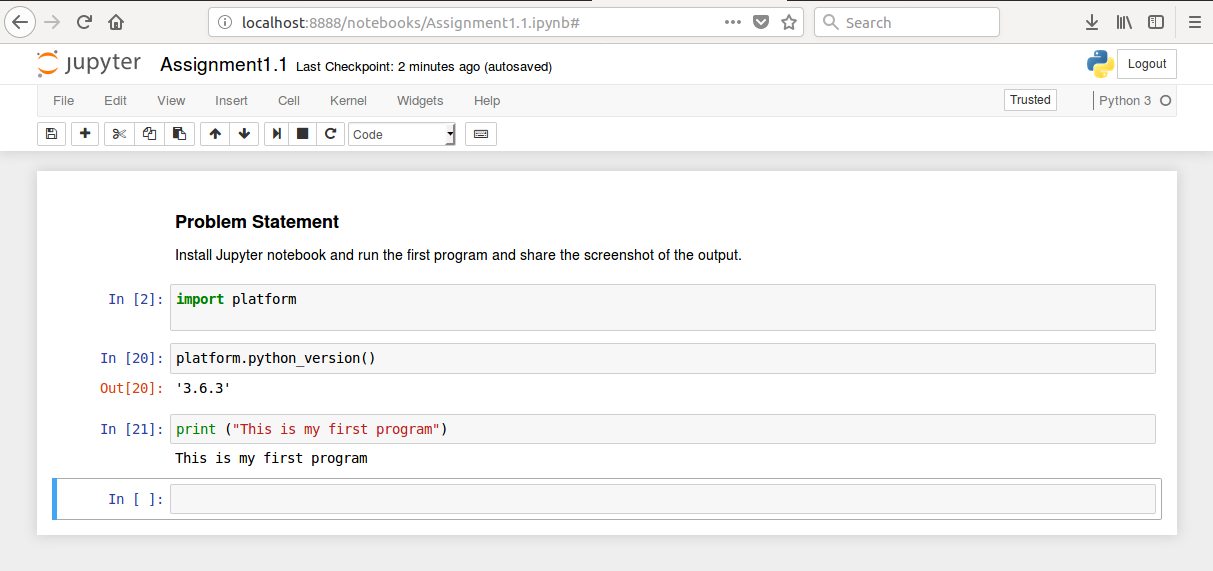 localhost:8888/notebooks/Assignment1.1.ipynb#
Search
jupyter Assignment1.1 Last Checkpoint: 2 minutes ago (autosaved)
Logout
File Edit View Insert Cell Kernel Widgets Help
Trusted
Python 3
Code
Problem Statement
Install Jupyter notebook and run the first program and share the screenshot of the output.
In [2]: import platform
In [20]: platform.python_version()
Out[20]: '3.6.3'
In [21]: print ("This is my first program")
This is my first program
In [ ]: